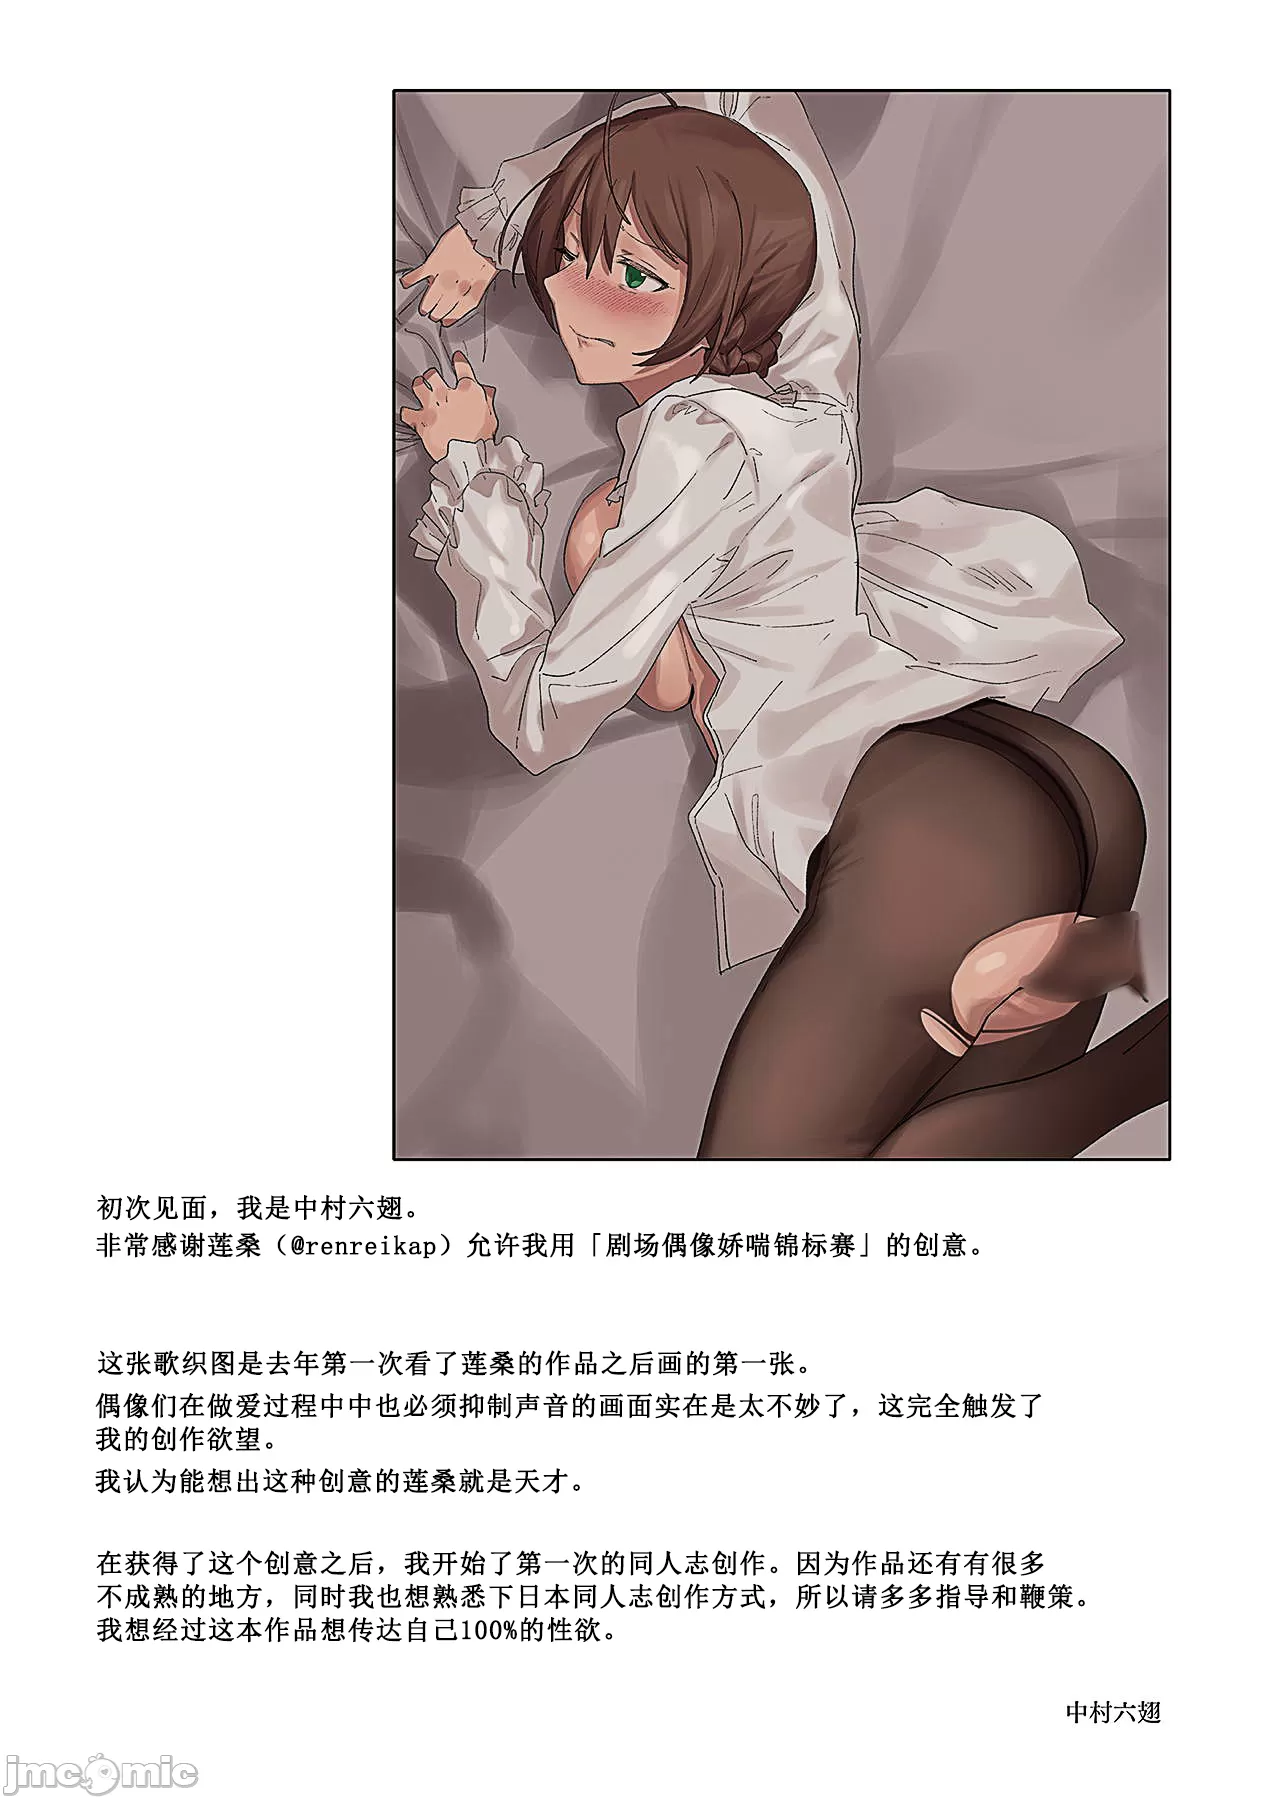 初次见面，我是中村六翅。
非常感谢莲桑（@renreikap）允许我用「剧场偶像娇喘锦标赛」的创意。
这张歌织图是去年第一次看了莲桑的作品之后画的第一张。
偶像们在做爱过程中中也必须抑制声音的画面实在是太不妙了，这完全触发了
我的创作欲望。
我认为能想出这种创意的莲桑就是天才。
在获得了这个创意之后，我开始了第一次的同人志创作。因为作品还有有很多
不成熟的地方，同时我也想熟悉下日本同人志创作方式，所以请多多指导和鞭策。
我想经过这本作品想传达自己100%的性欲。
中村六翅
jmcomic